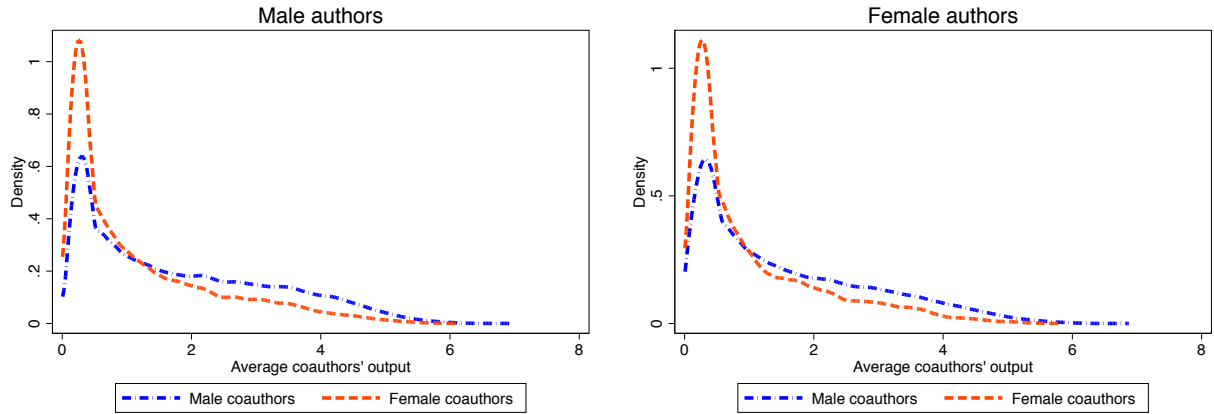 Male authors
Density
0
.2
.4
.6
.8
1
0
2
4
6
8
Average coauthors' output
Male coauthors
Female coauthors
Female authors
Density
0
.5
1
0
2
4
6
8
Average coauthors' output
Male coauthors
Female coauthors